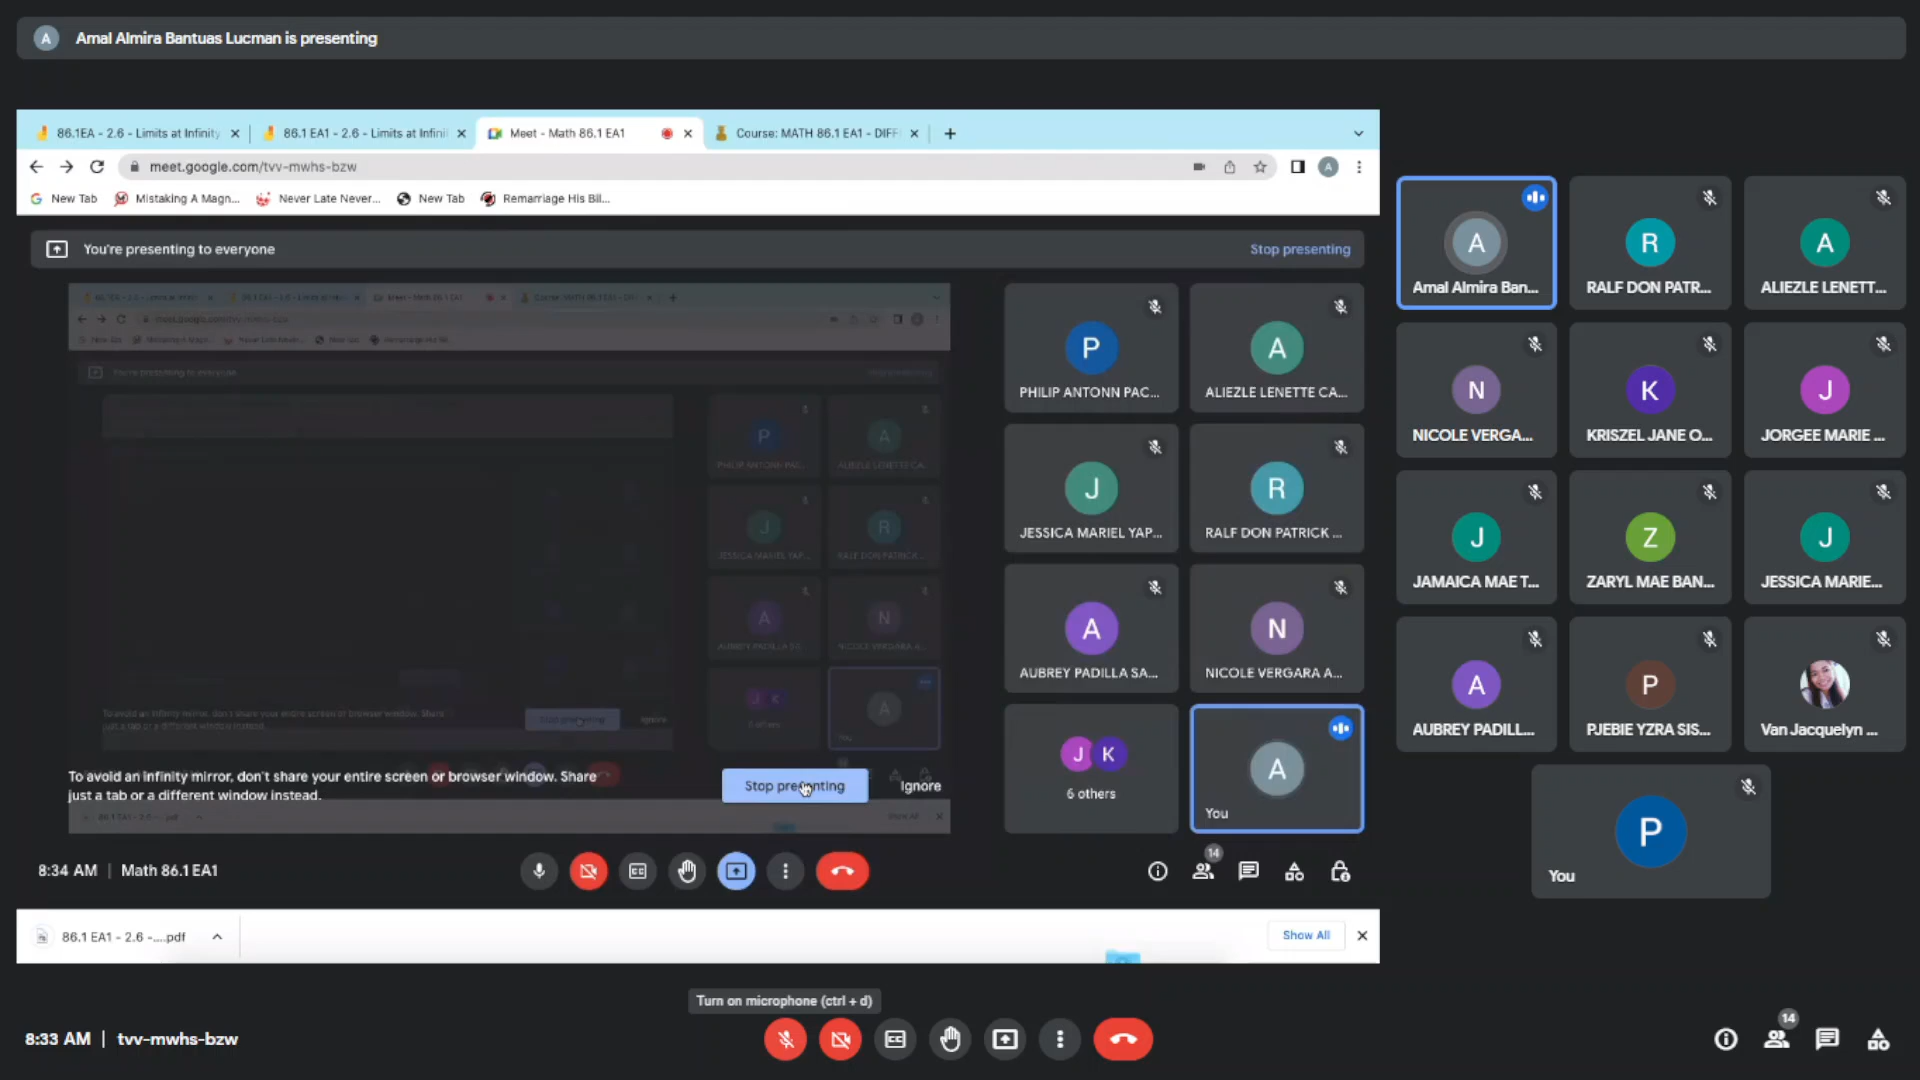 A Amal Almira Bantuas Lucman is presenting
86.1EA - 2.6 - Limits at Infinity
86.1 EA1 - 2.6 - Limits at Infini
Meet - Math 86.1 EA1
Course: MATH 86.1 EA1 - DIFF
meet.google.com/tvv-mwhs-bzw
A
New Tab
Mistaking A Magn...
Never Late Never...
New Tab
Remarriage His Bil...
You're presenting to everyone
Stop presenting
P
PHILIP ANTONN PAC...
A
ALIEZLE LENETTE CA...
J
JESSICA MARIEL YAP...
R
RALF DON PATRICK ...
A
AUBREY PADILLA SA...
N
NICOLE VERGARA A...
J K
6 others
A
You
To avoid an infinity mirror, don't share your entire screen or browser window. Share
just a tab or a different window instead.
Stop presenting
Ignore
8:34 AM | Math 86.1 EA1
14
86.1 EA1 - 2.6 -....pdf
Show All
A
Amal Almira Ban...
R
RALF DON PATR...
A
ALIEZLE LENETT...
N
NICOLE VERGA...
K
KRISZEL JANE O...
J
JORGEE MARIE ...
J
JAMAICA MAE T...
Z
ZARYL MAE BAN...
J
JESSICA MARIE...
A
AUBREY PADILL...
P
PJEBIE YZRA SIS...
Van Jacquelyn ...
P
You
Turn on microphone (ctrl + d)
8:33 AM | tvv-mwhs-bzw
14